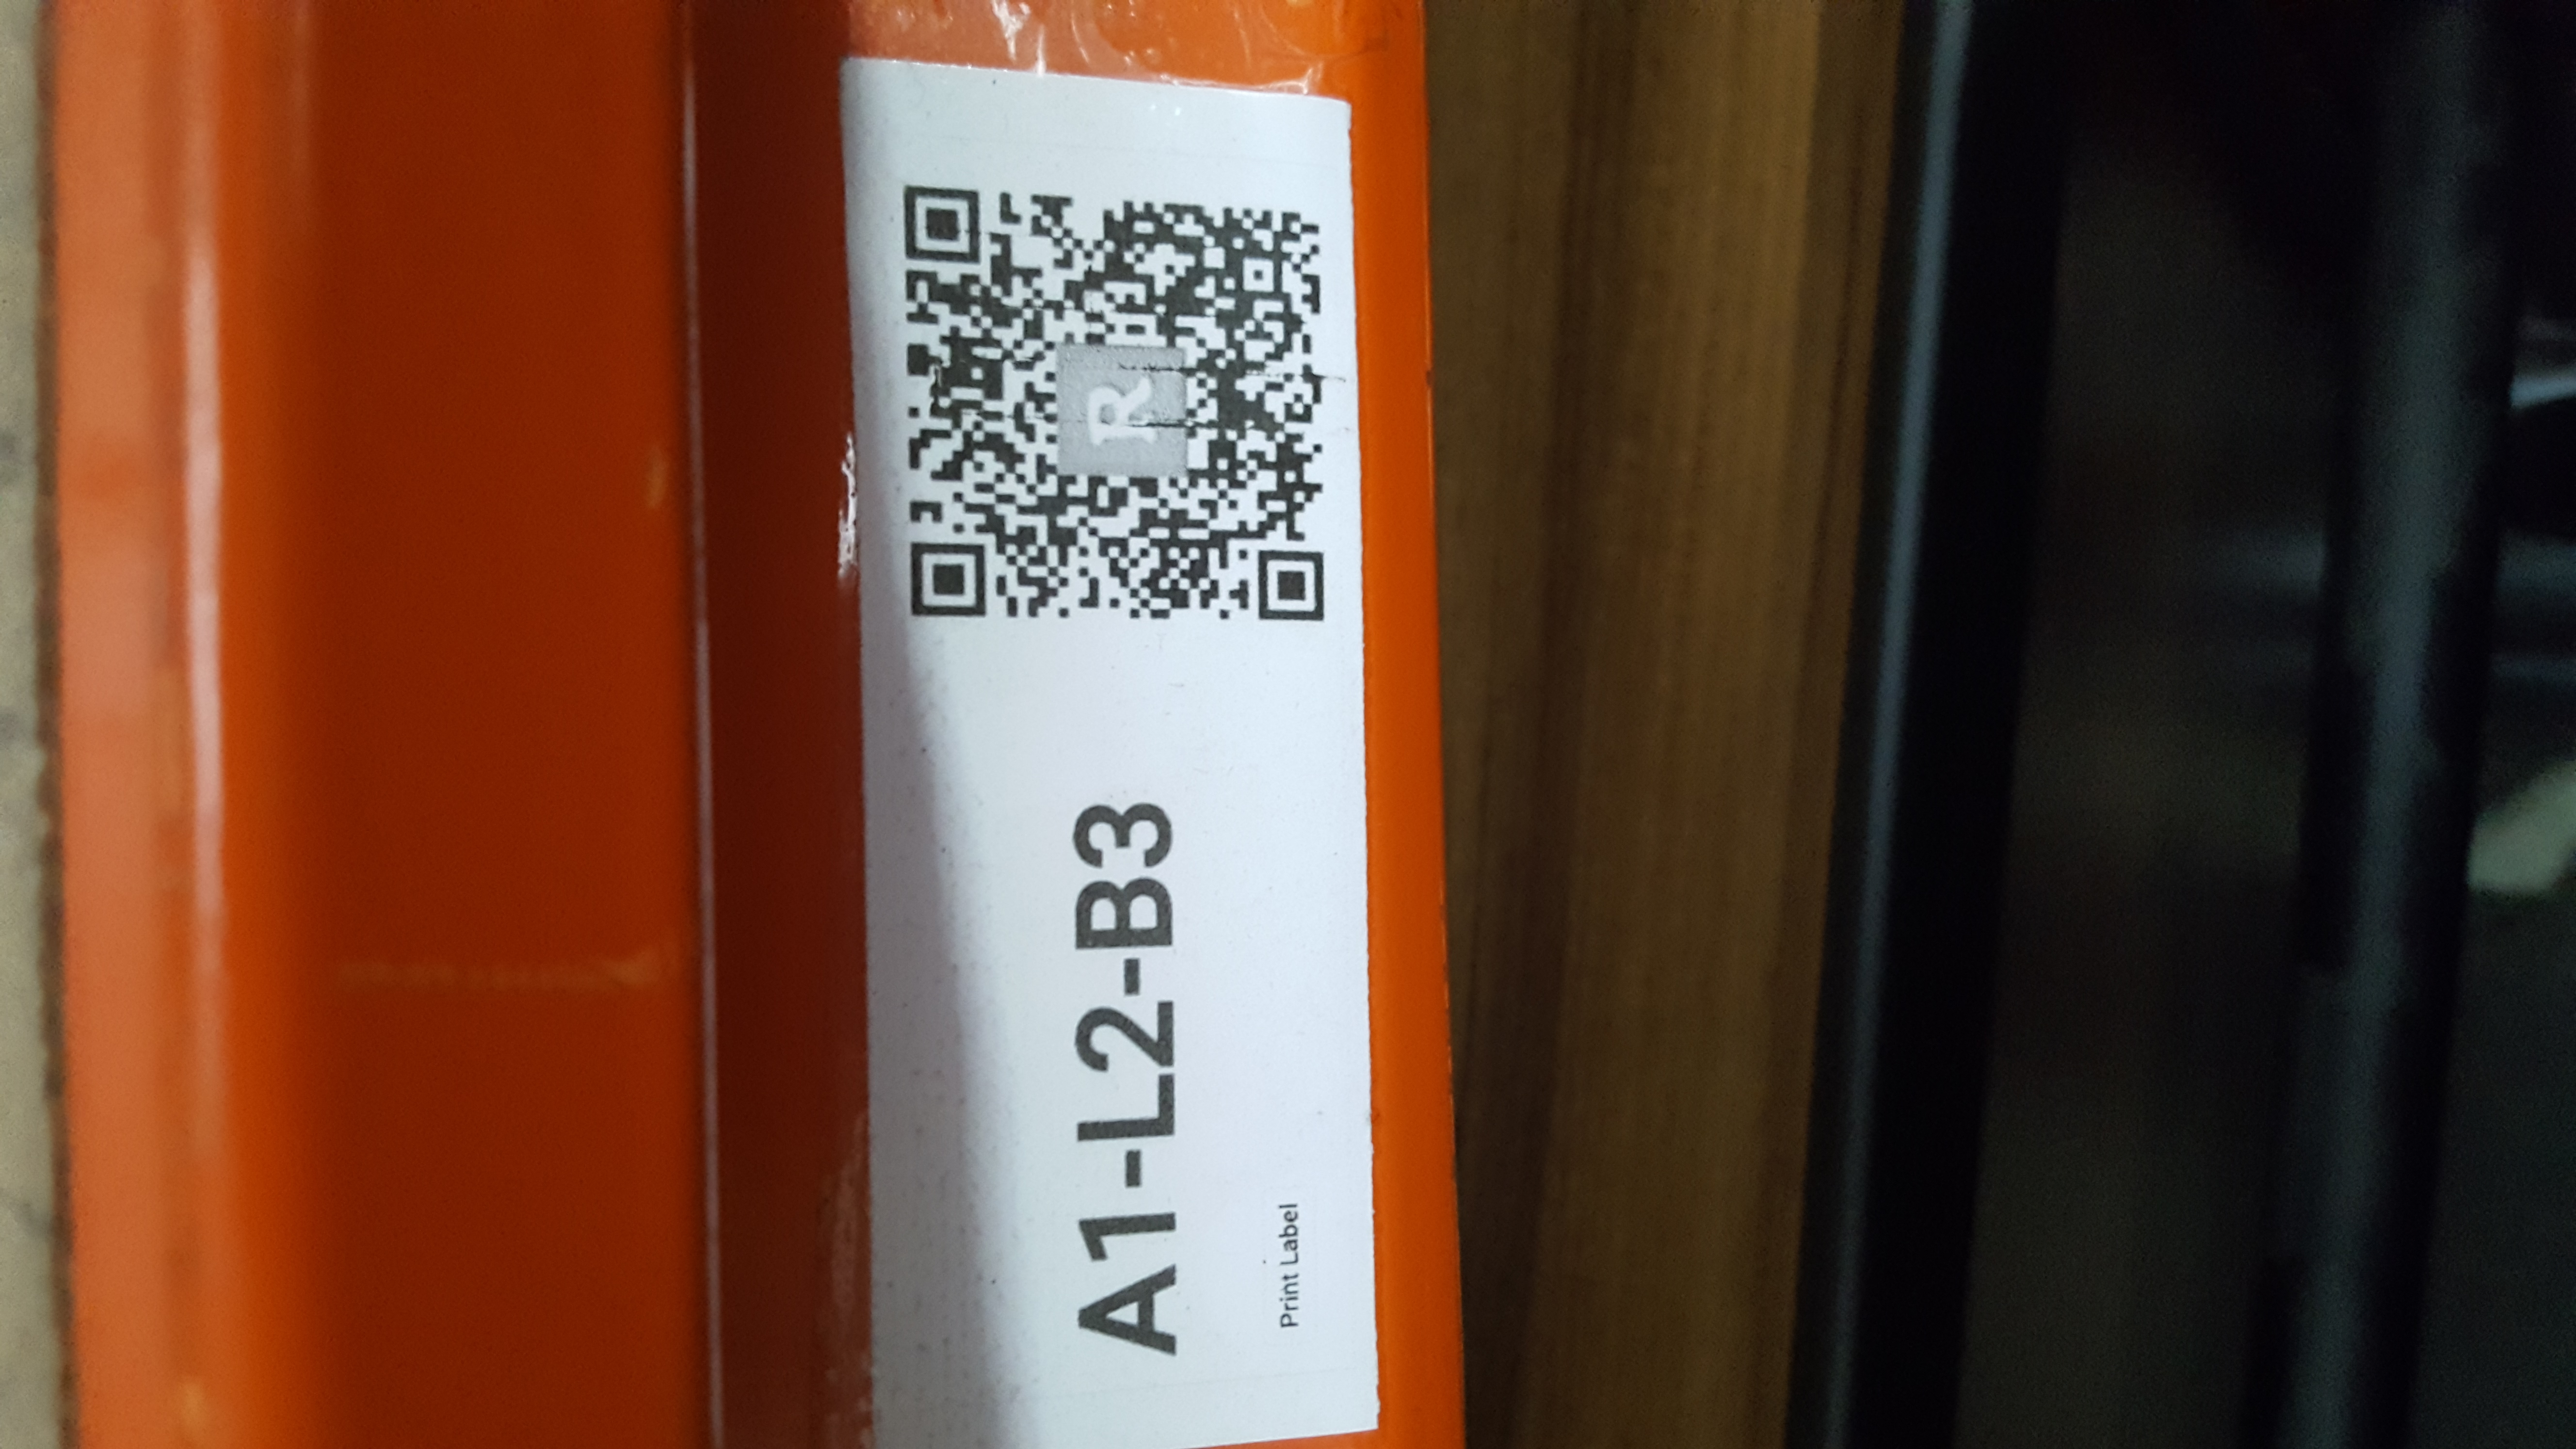 R
A1-L2-B3
Print Label